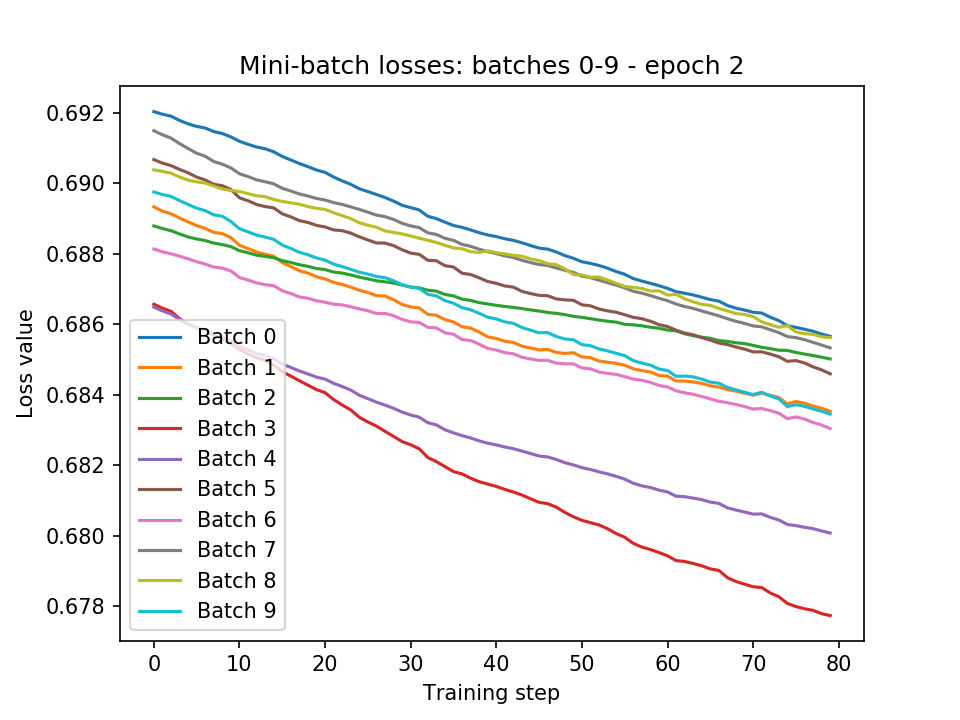 Mini-batch losses: batches 0-9 - epoch 2
Loss value
0.692
0.690
0.688
0.686
0.684
0.682
0.680
0.678
Batch 0
Batch 1
Batch 2
Batch 3
Batch 4
Batch 5
Batch 6
Batch 7
Batch 8
Batch 9
0 10 20 30 40 50 60 70 80
Training step